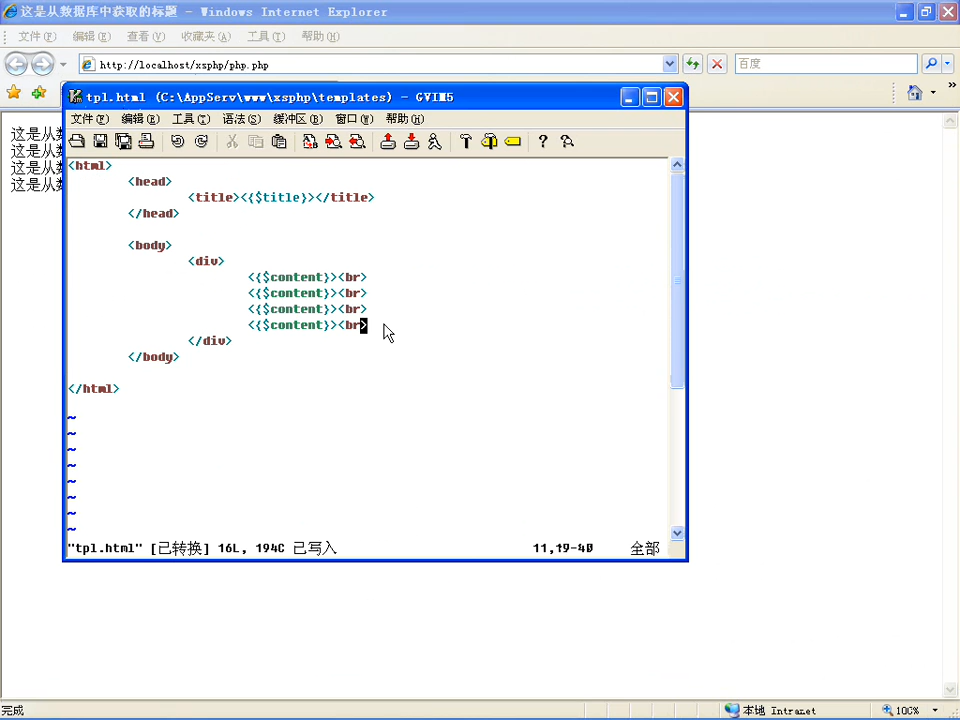 这是从数据库中获取的标题 - Windows Internet Explorer
文件(F) 编辑(E) 查看(V) 收藏夹(A) 工具(T) 帮助(H)
http://localhost/xsphp/php.php
百度
tpl.html (C:\AppServ\www\xsphp\templates) - GVIM5
文件(F) 编辑(E) 工具(T) 语法(S) 缓冲区(B) 窗口(W) 帮助(H)
这是从数
这是从数
这是从数
这是从数
<html>
<head>
<title><{$title}></title>
</head>
<body>
<div>
<{$content}><br>
<{$content}><br>
<{$content}><br>
<{$content}><br>
</div>
</body>
</html>
~
~
~
~
~
~
~
~
"tpl.html" [已转换] 16L, 194C 已写入 11,19-40 全部
完成 本地 Intranet 100%